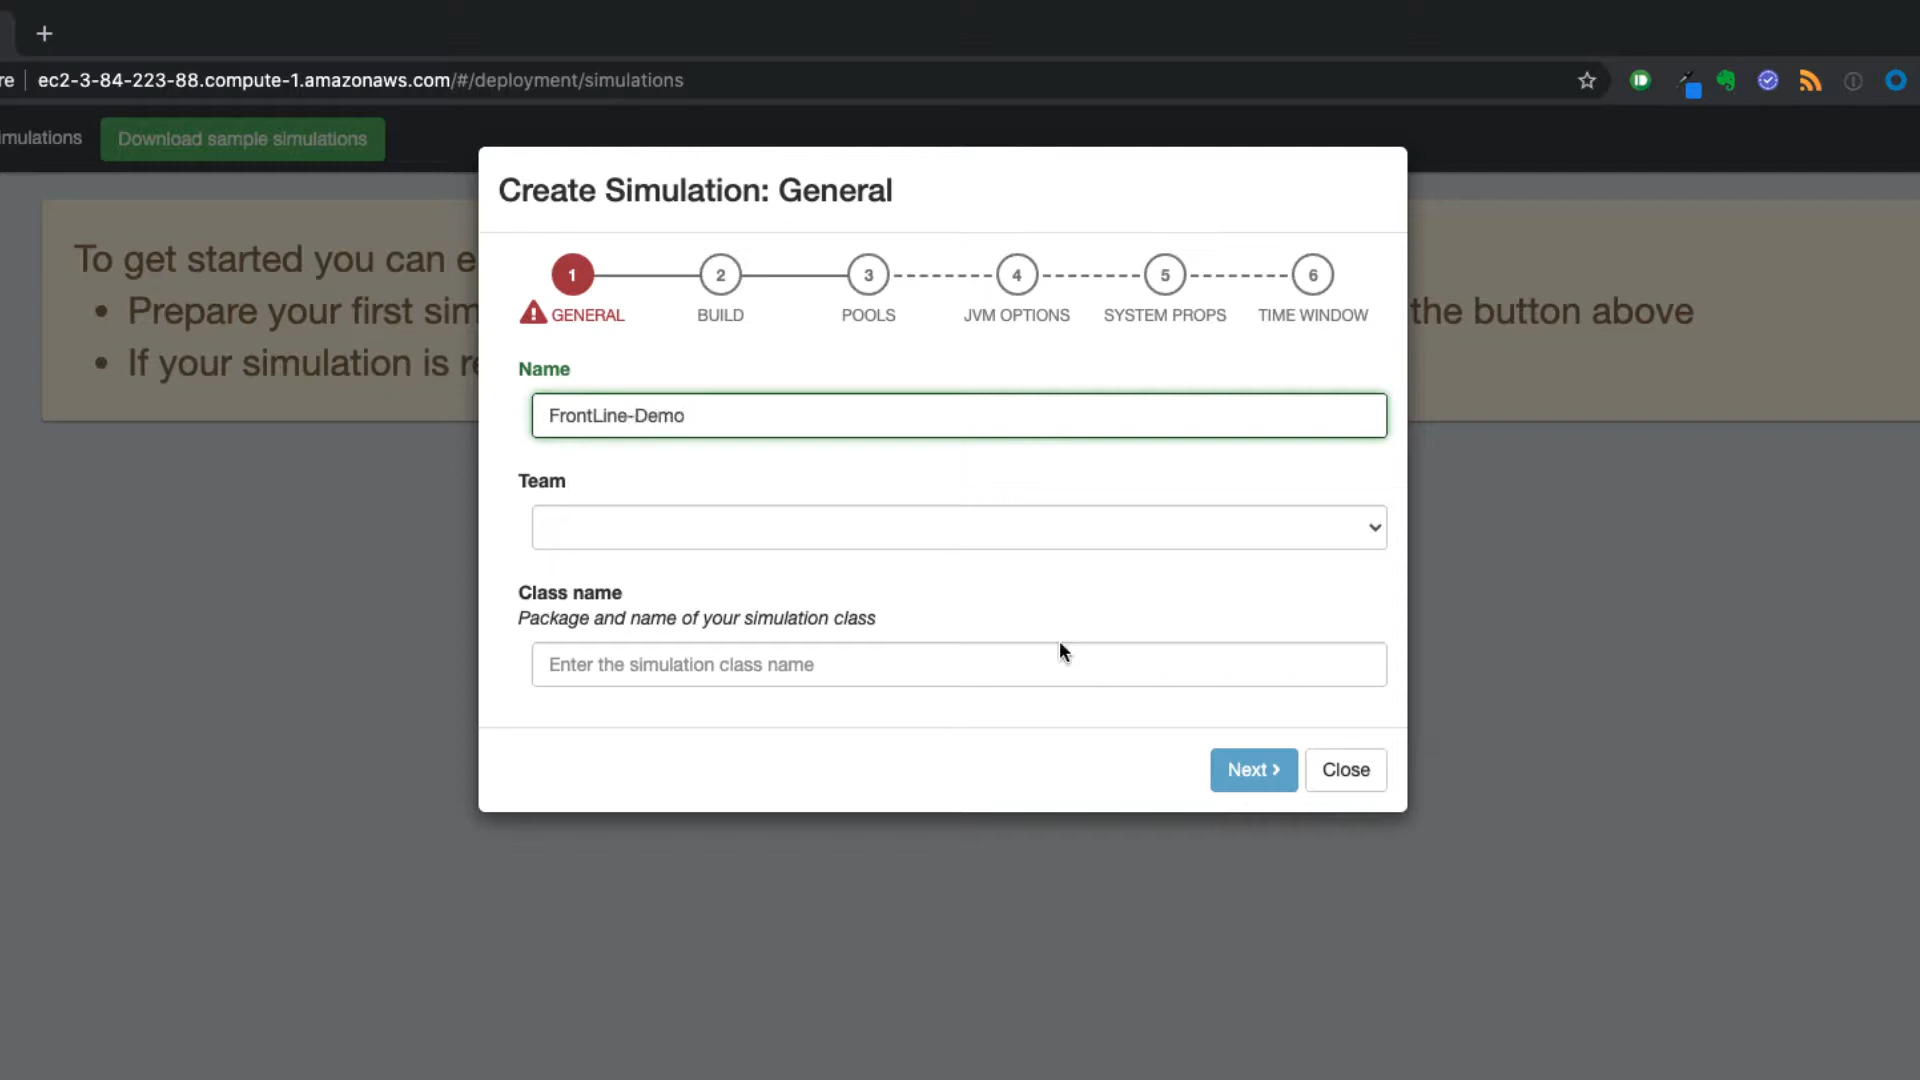 re ec2-3-84-223-88.compute-1.amazonaws.com/#/deployment/simulations
imulations Download sample simulations
Create Simulation: General
1 2 3 4 5 6
GENERAL BUILD POOLS JVM OPTIONS SYSTEM PROPS TIME WINDOW
To get started you can e
Prepare your first sim the button above
If your simulation is re
Name
FrontLine-Demo
Team
Class name
Package and name of your simulation class
Enter the simulation class name
Next Close